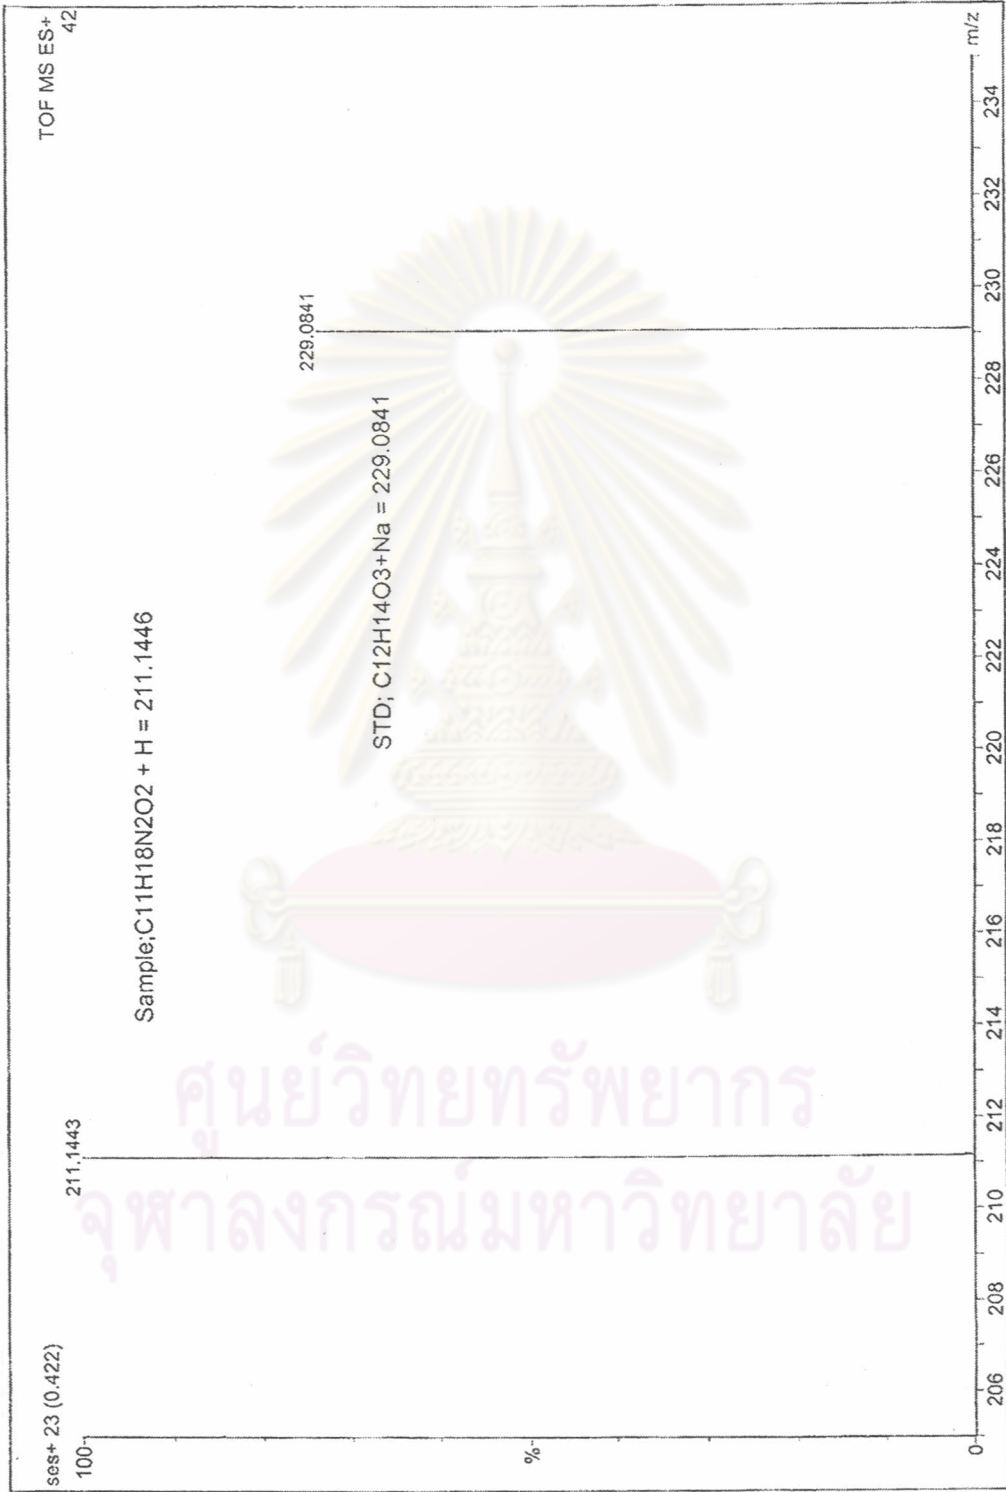 ses+ 23 (0.422)
TOF MS ES+
42
100
211.1443
Sample;C11H18N2O2 + H = 211.1446
229.0841
STD; C12H14O3+Na = 229.0841
%
0
206 208 210 212 214 216 218 220 222 224 226 228 230 232 234
m/z
ศูนย์วิทยทรัพยากร
จุฬาลงกรณ์มหาวิทยาลัย